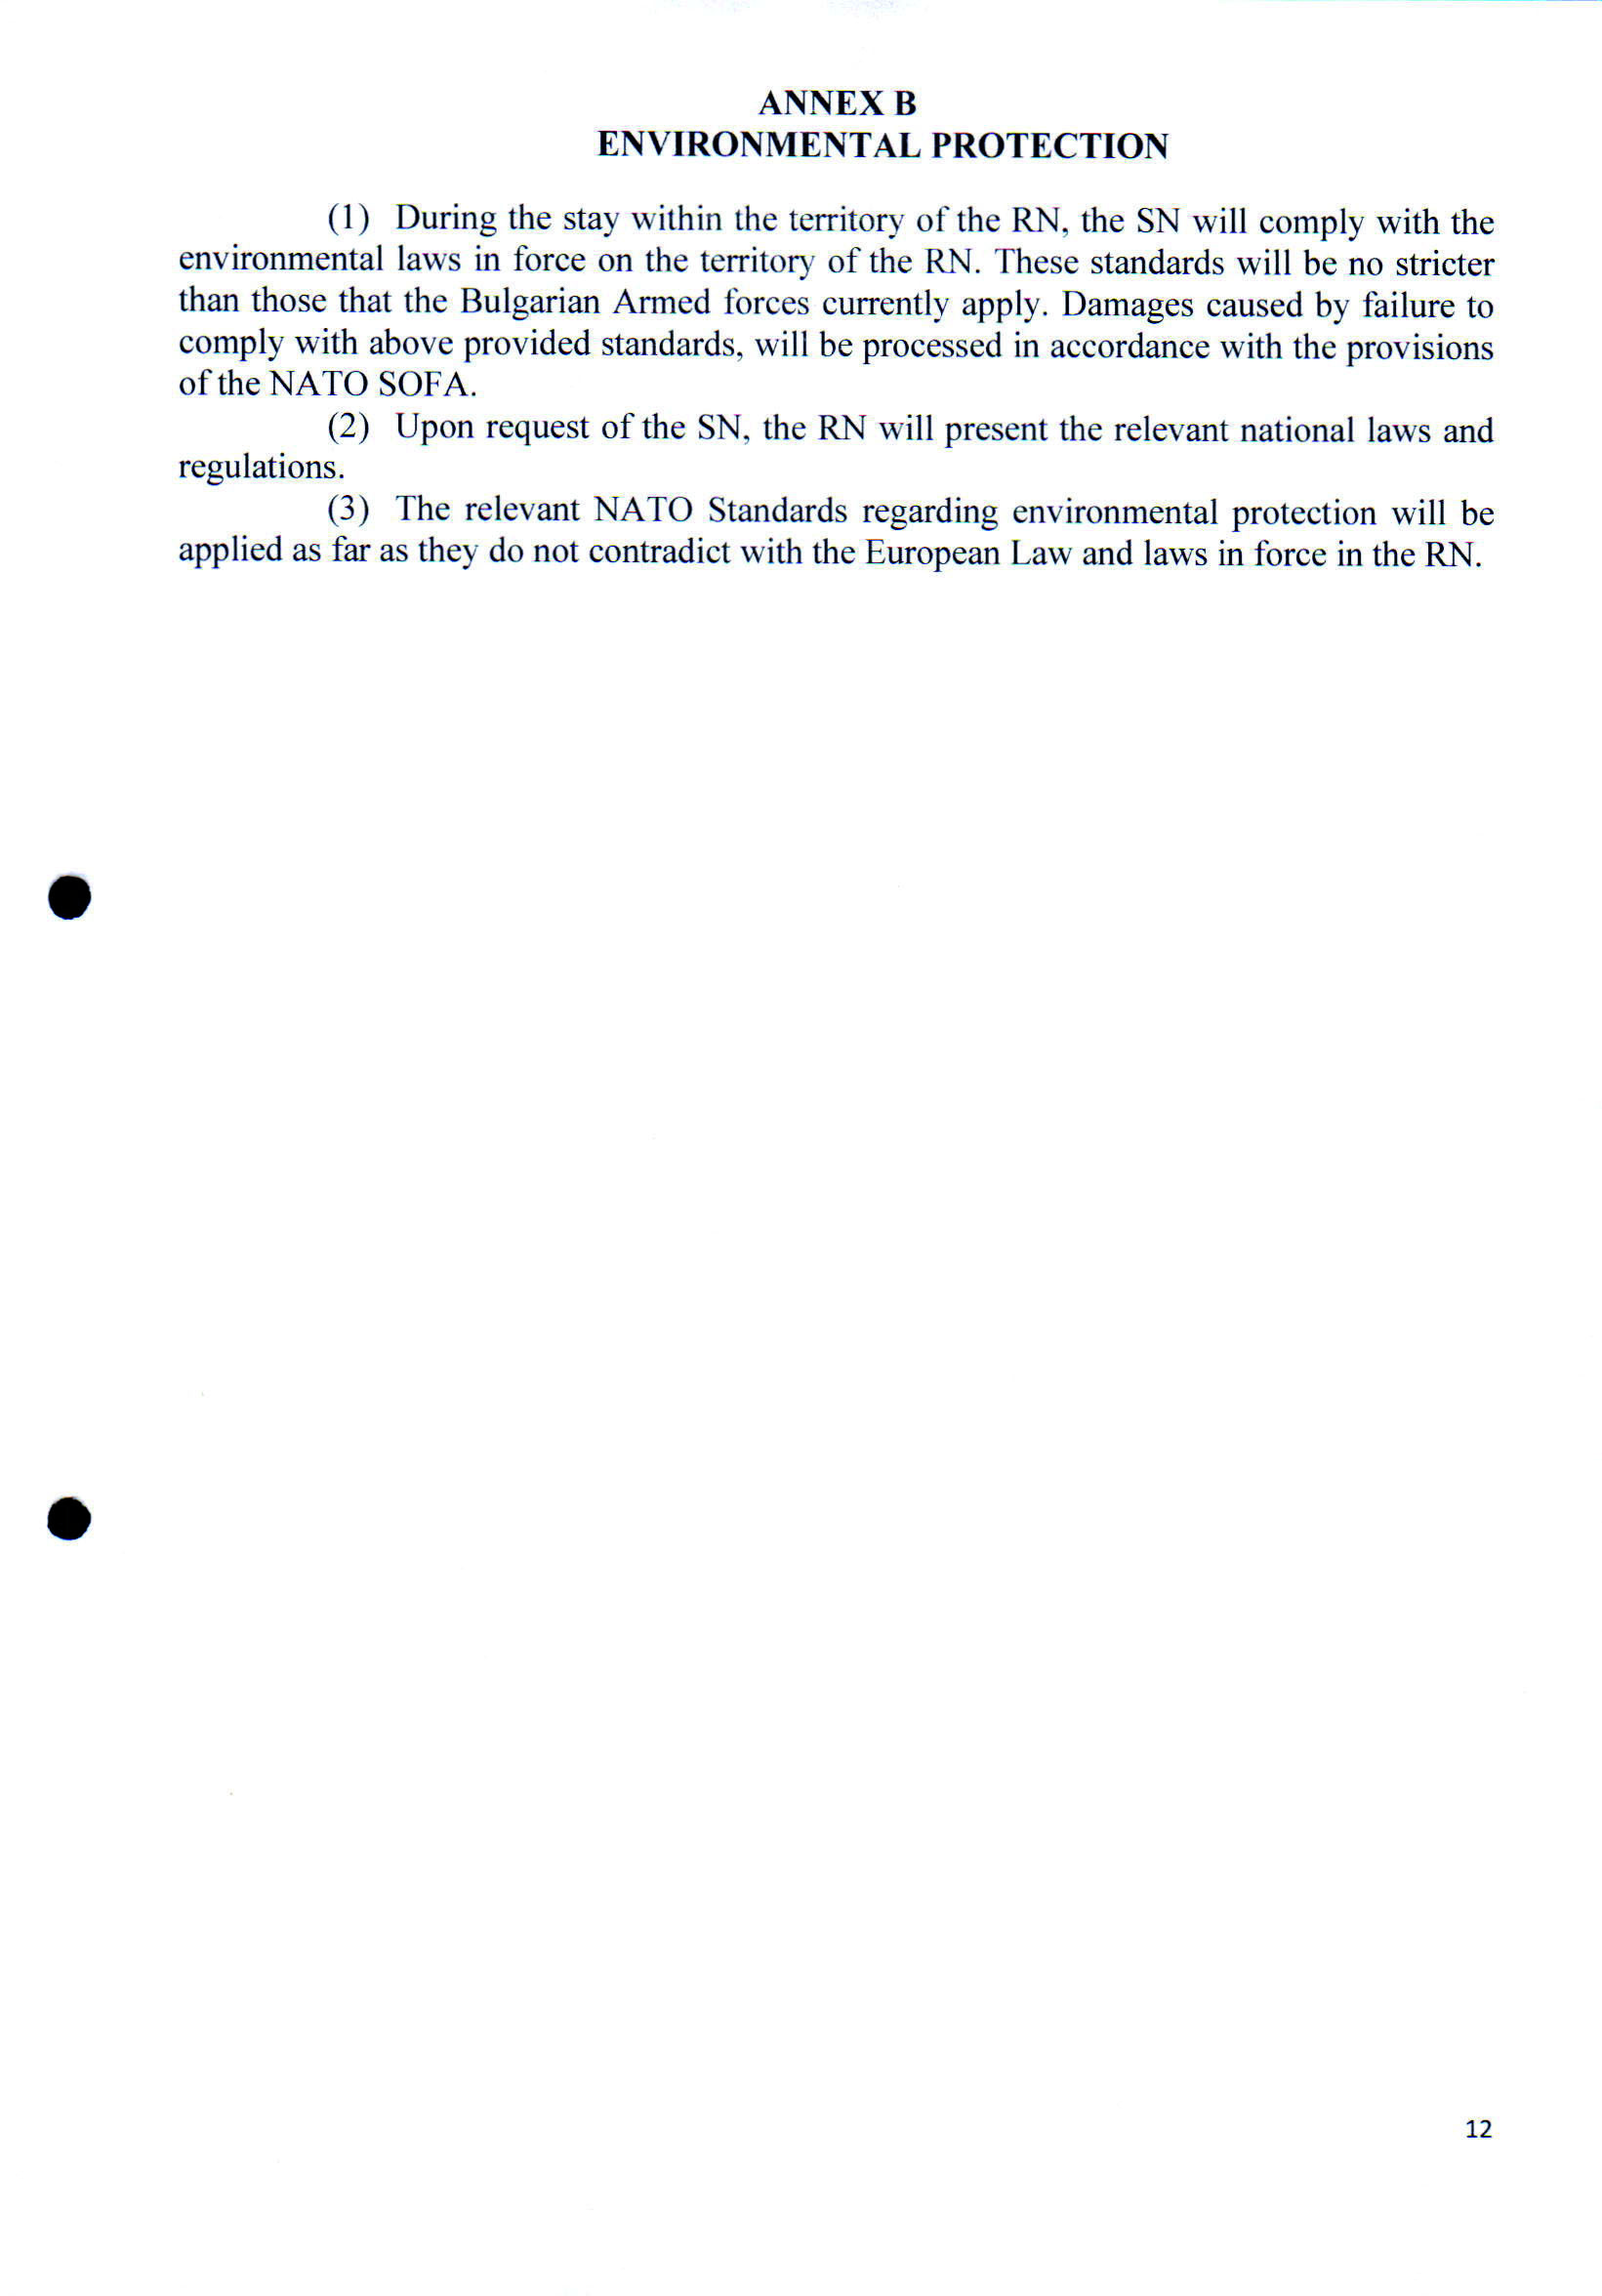 ANNEX B
ENVIRONMENTAL PROTECTION
(1) During the stay within the territory of the RN, the SN will comply with the
environmental laws in force on the territory of the RN. These standards will be no stricter
than those that the Bulgarian Armed forces currently apply. Damages caused by failure to
comply with above provided standards, will be processed in accordance with the provisions
of the NATO SOFA.
(2) Upon request of the SN, the RN will present the relevant national laws and
regulations.
(3) The relevant NATO Standards regarding environmental protection will be
applied as far as they do not contradict with the European Law and laws in force in the RN.
12